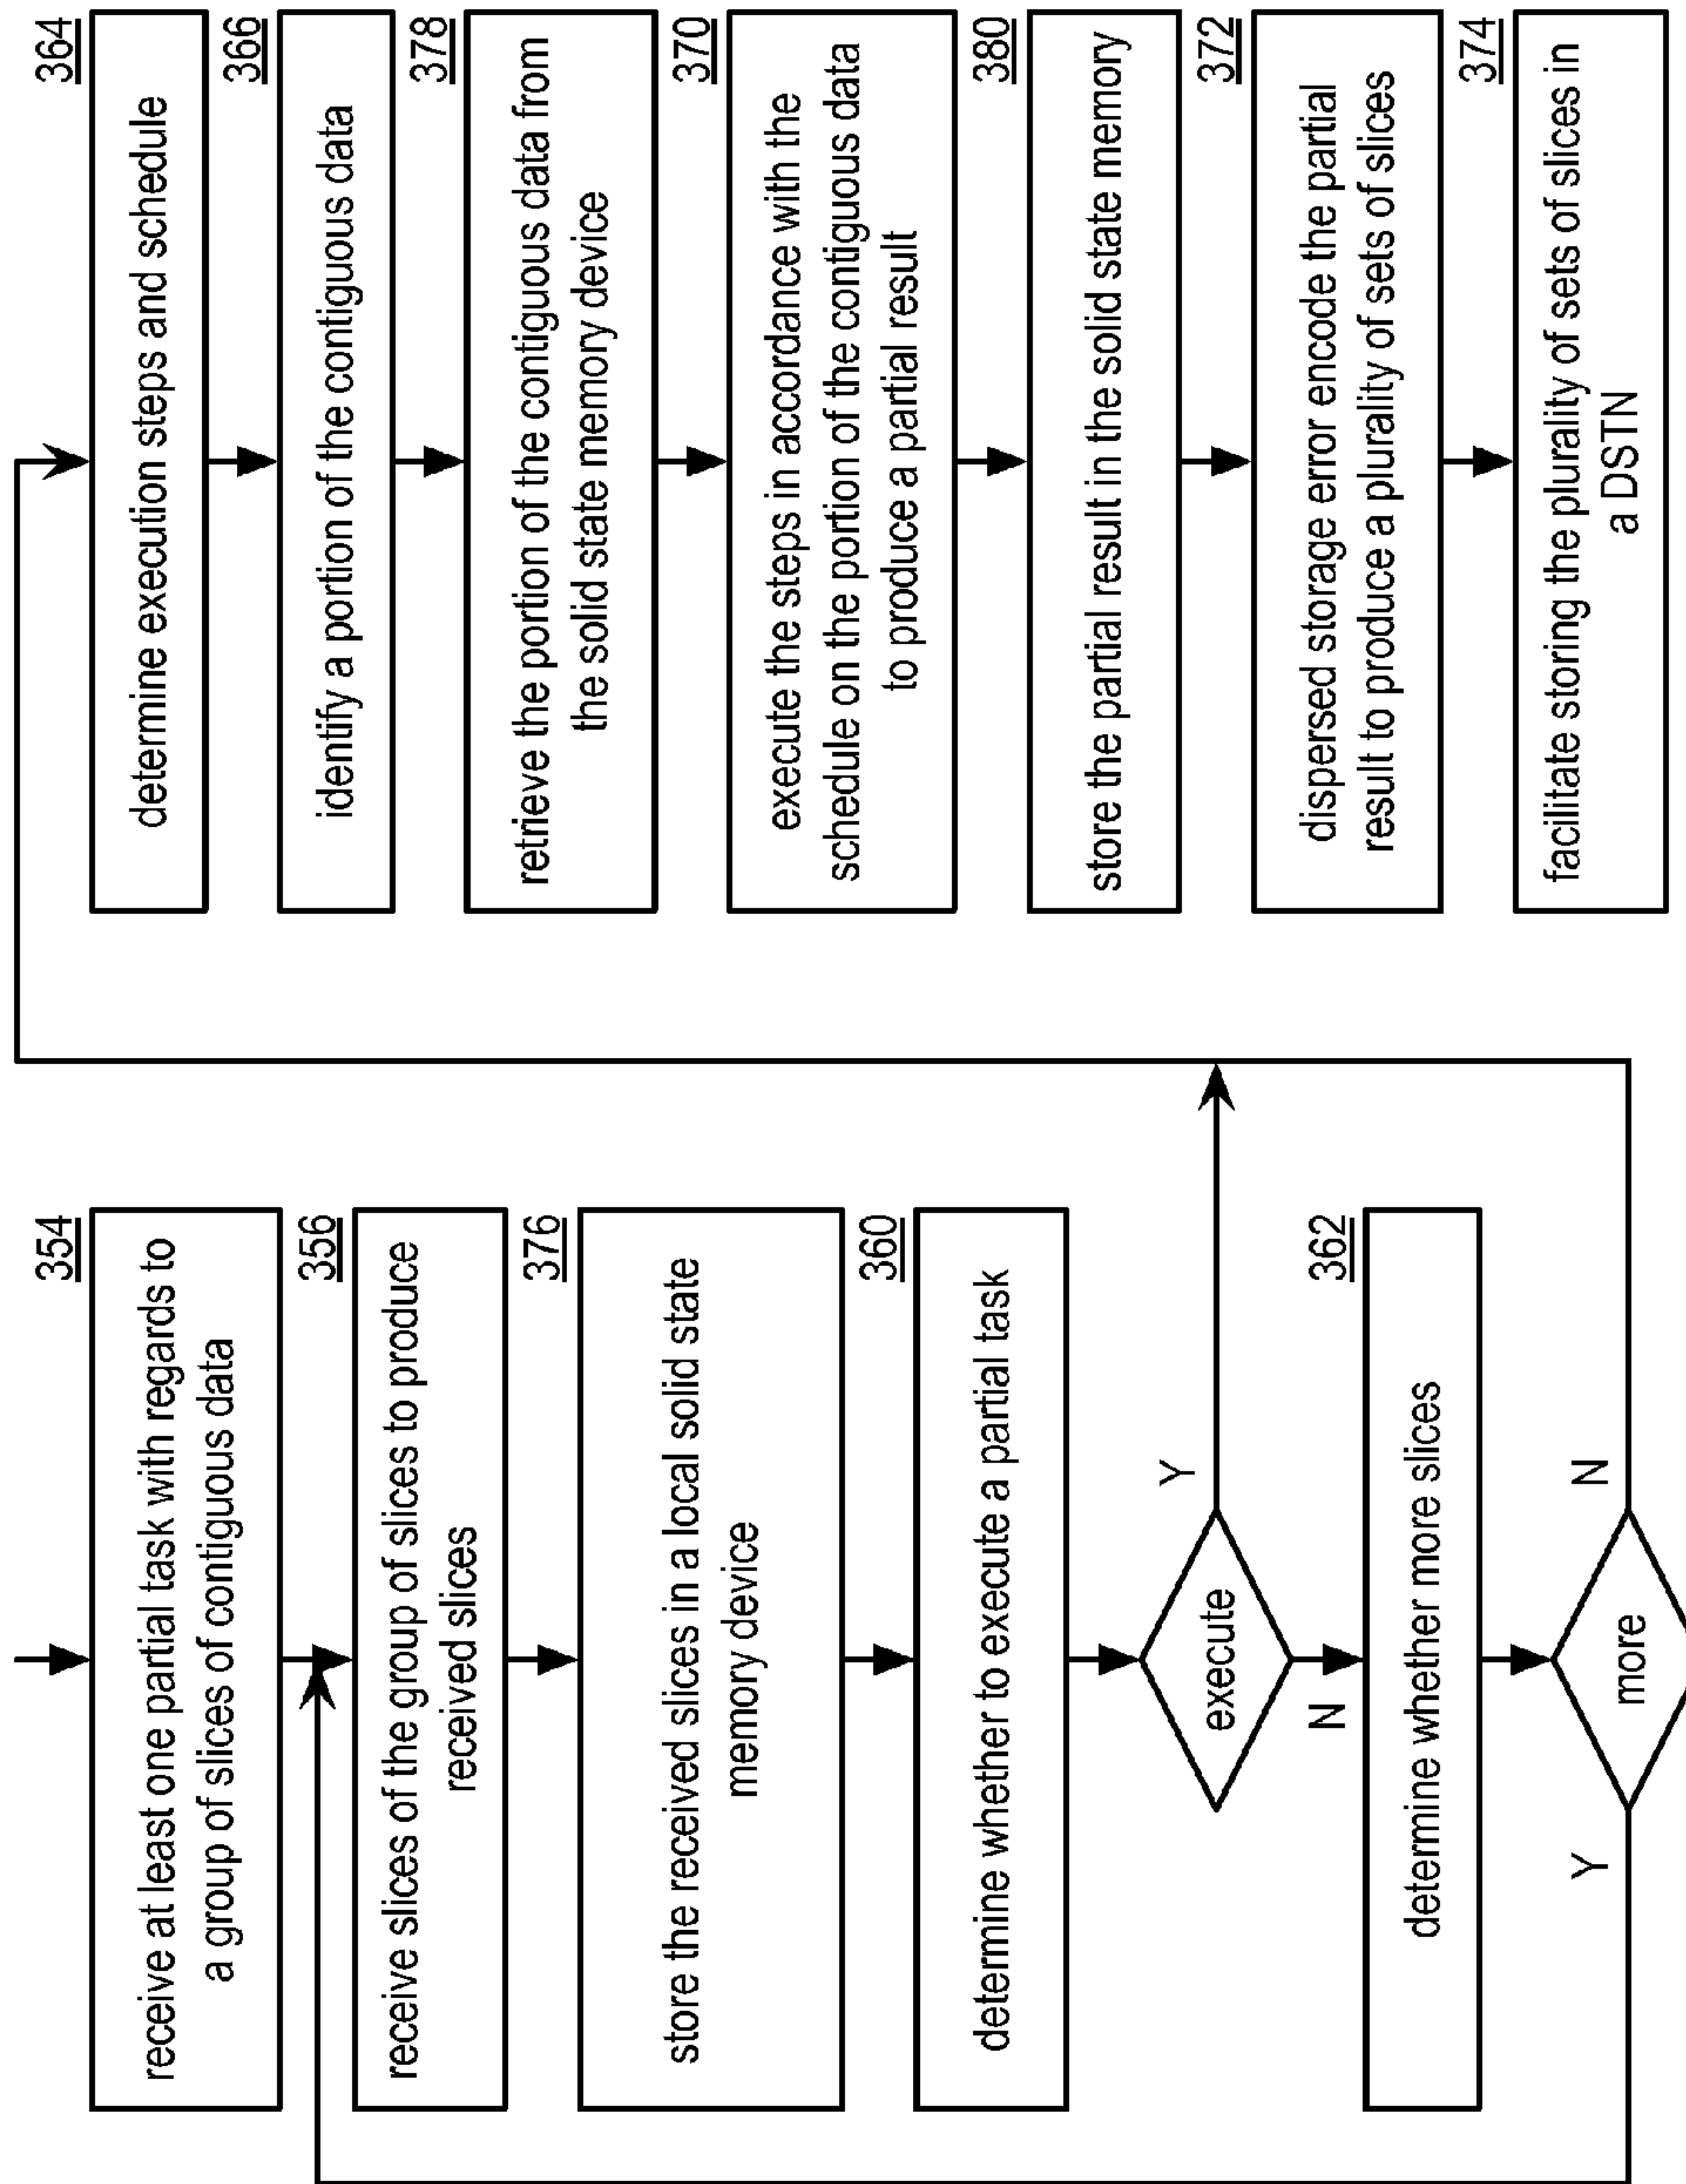 354
receive at least one partial task with regards to
a group of slices of contiguous data
356
receive slices of the group of slices to produce
received slices
376
store the received slices in a local solid state
memory device
360
determine whether to execute a partial task
execute
Y
N
362
determine whether more slices
more
Y
N
364
determine execution steps and schedule
366
identify a portion of the contiguous data
378
retrieve the portion of the contiguous data from
the solid state memory device
370
execute the steps in accordance with the
schedule on the portion of the contiguous data
to produce a partial result
380
store the partial result in the solid state memory
372
dispersed storage error encode the partial
result to produce a plurality of sets of slices
374
facilitate storing the plurality of sets of slices in
a DSTN